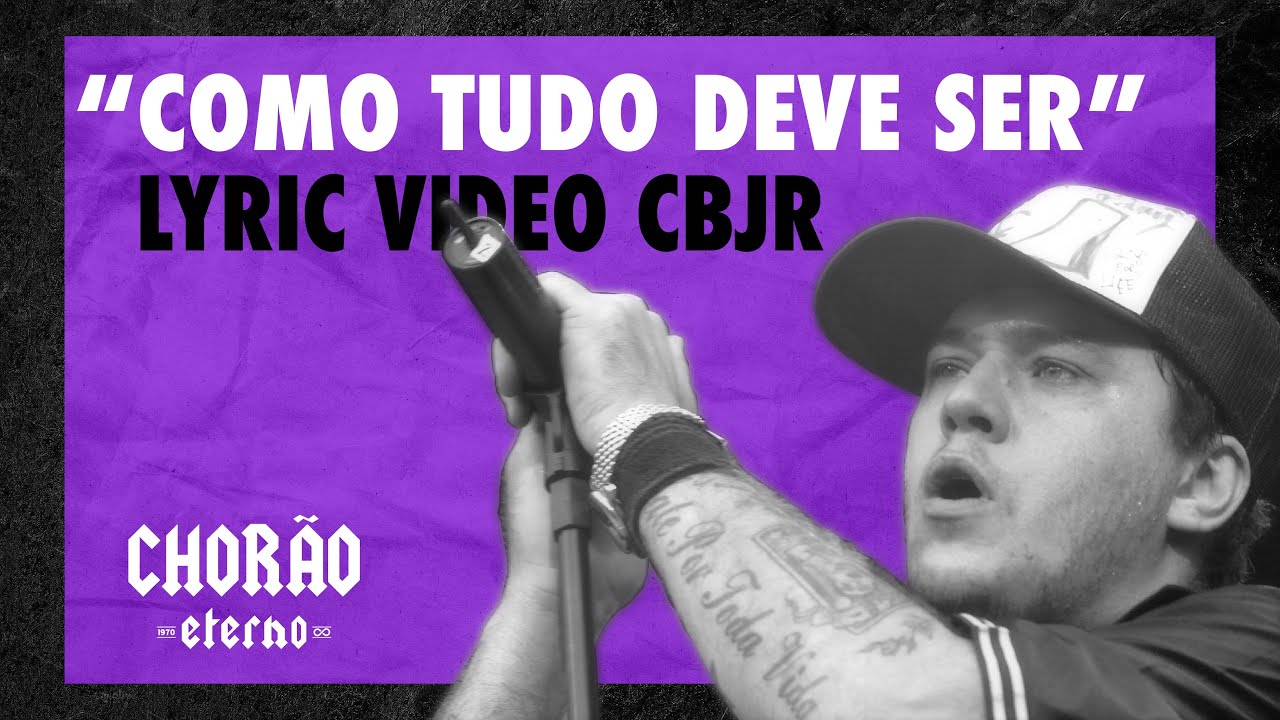 “COMO TUDO DEVE SER”
LYRIC VIDEO CBJR
CHORÃO
1970 eterno ∞
Por Toda Vida